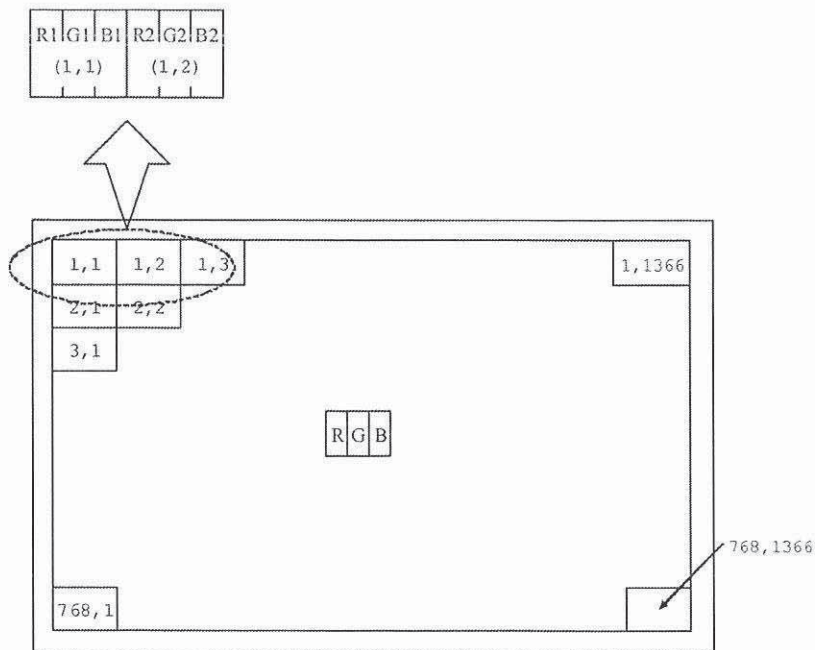 R1 G1 B1 R2 G2 B2
(1,1) (1,2)
1,1 1,2 1,3 1,1366
2,1 2,2
3,1
R G B
768,1366
768,1